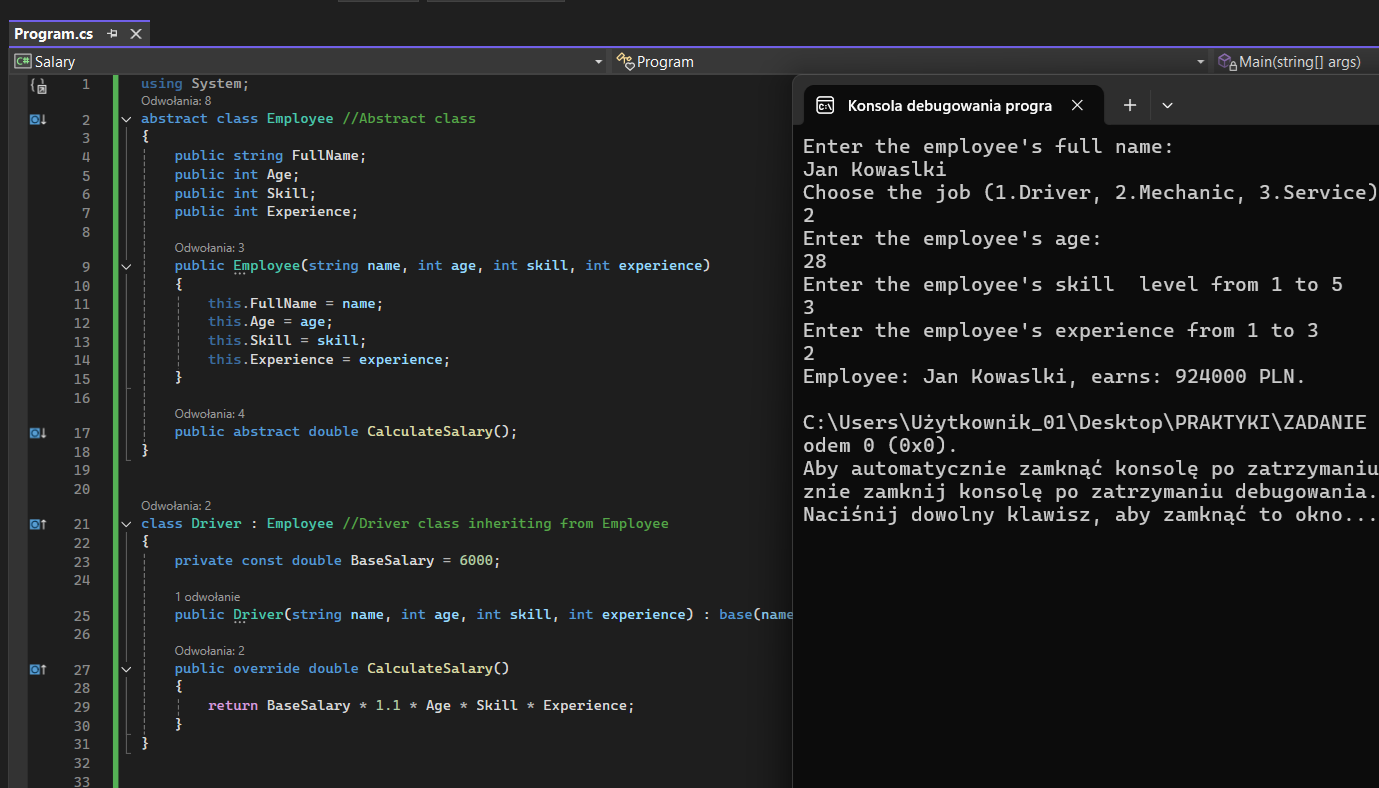 Program.cs
C# Salary
Program
Main(string[] args)
1 using System;
Odwołania: 8
2 abstract class Employee //Abstract class
3 {
4 public string FullName;
5 public int Age;
6 public int Skill;
7 public int Experience;
8
Odwołania: 3
9 public Employee(string name, int age, int skill, int experience)
10 {
11 this.FullName = name;
12 this.Age = age;
13 this.Skill = skill;
14 this.Experience = experience;
15 }
16
Odwołania: 4
17 public abstract double CalculateSalary();
18 }
19
20
Odwołania: 2
21 class Driver : Employee //Driver class inheriting from Employee
22 {
23 private const double BaseSalary = 6000;
24
1 odwołanie
25 public Driver(string name, int age, int skill, int experience) : base(name
26
Odwołania: 2
27 public override double CalculateSalary()
28 {
29 return BaseSalary * 1.1 * Age * Skill * Experience;
30 }
31 }
32
33
Konsola debugowania progra
Enter the employee's full name:
Jan Kowaslki
Choose the job (1.Driver, 2.Mechanic, 3.Service)
2
Enter the employee's age:
28
Enter the employee's skill  level from 1 to 5
3
Enter the employee's experience from 1 to 3
2
Employee: Jan Kowaslki, earns: 924000 PLN.
C:\Users\Użytkownik_01\Desktop\PRAKTYKI\ZADANIE
odem 0 (0x0).
Aby automatycznie zamknąć konsolę po zatrzymaniu
znie zamknij konsolę po zatrzymaniu debugowania.
Naciśnij dowolny klawisz, aby zamknąć to okno...